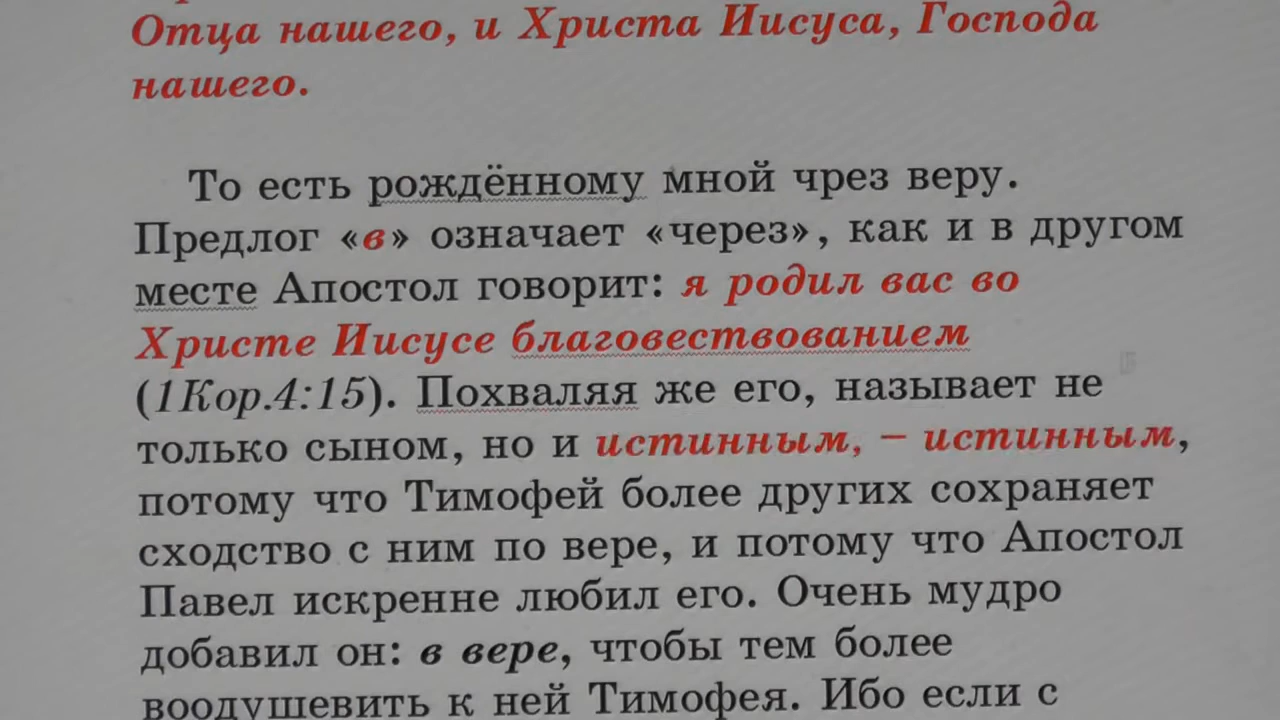 Отца нашего, и Христа Иисуса, Господа
нашего.
То есть рождённому мной чрез веру.
Предлог «в» означает «через», как и в другом
месте Апостол говорит: я родил вас во
Христе Иисусе благовествованием
(1Кор.4:15). Похваляя же его, называет не
только сыном, но и истинным, – истинным,
потому что Тимофей более других сохраняет
сходство с ним по вере, и потому что Апостол
Павел искренне любил его. Очень мудро
добавил он: в вере, чтобы тем более
воодушевить к ней Тимофея. Ибо если с